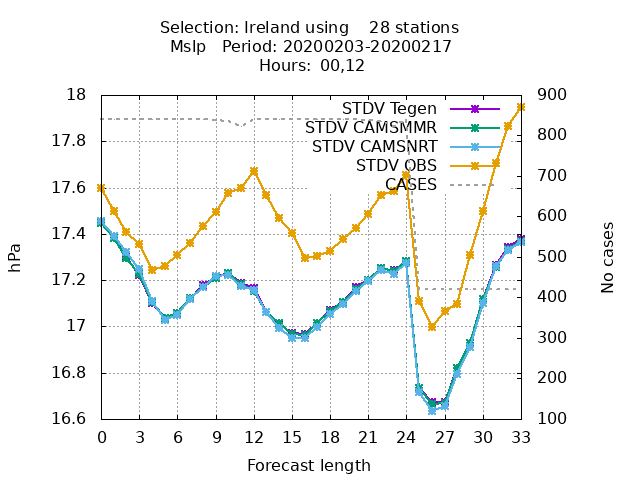 Selection: Ireland using    28 stations
Mslp   Period: 20200203-20200217
Hours:  00,12
STDV Tegen
STDV CAMSMMR
STDV CAMSNRT
STDV OBS
CASES
hPa
18
17.8
17.6
17.4
17.2
17
16.8
16.6
900
800
700
600
500
400
300
200
100
No cases
0 3 6 9 12 15 18 21 24 27 30 33
Forecast length